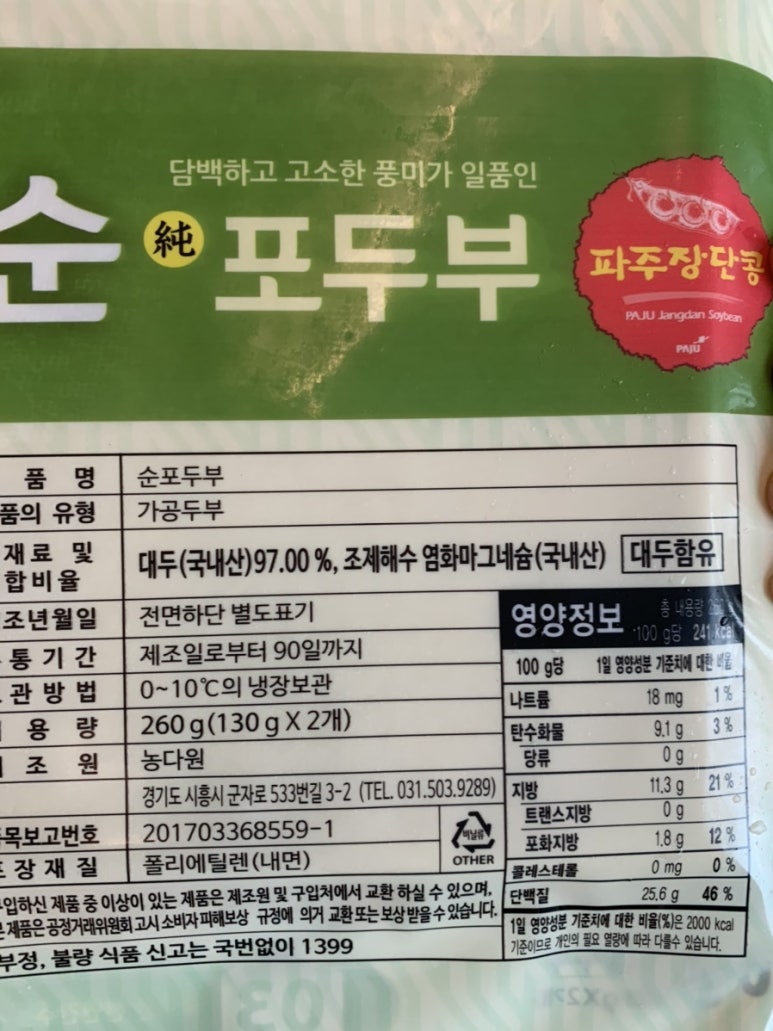 담백하고 고소한 풍미가 일품인
순 純 포두부
파주장단콩
PAJU Jangdan Soybean
PAJU
품 명 순포두부
품의 유형 가공두부
재료 및
합비율
대두(국내산)97.00 %, 조제해수 염화마그네슘(국내산) 대두함유
조년월일 전면하단 별도표기
통기간 제조일로부터 90일까지
관방법 0~10℃의 냉장보관
용 량 260 g(130 g X 2개)
조 원 농다원
경기도 시흥시 군자로 533번길 3-2 (TEL. 031.503.9289)
목보고번호 201703368559-1
장재질 폴리에틸렌(내면)
비닐류
OTHER
영양정보 총 내용량
100 g당 241 kcal
100 g당 1일 영양성분 기준치에 대한 비율
나트륨 18 mg 1 %
탄수화물 9.1 g 3 %
당류 0 g
지방 11.3 g 21 %
트랜스지방 0 g
포화지방 1.8 g 12 %
콜레스테롤 0 mg 0 %
단백질 25.6 g 46 %
1일 영양성분 기준치에 대한 비율(%)은 2000 kcal
기준이므로 개인의 필요 열량에 따라 다를수 있습니다.
구입하신 제품 중 이상이 있는 제품은 제조원 및 구입처에서 교환 하실 수 있으며,
본 제품은 공정거래위원회 고시 소비자 피해보상 규정에 의거 교환 또는 보상 받을 수 있습니다.
부정, 불량 식품 신고는 국번없이 1399